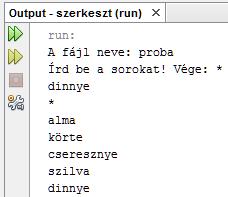 Output - szerkeszt (run)
run:
A fájl neve: proba
Írd be a sorokat! Vége: *
dinnye
*
alma
körte
cseresznye
szilva
dinnye